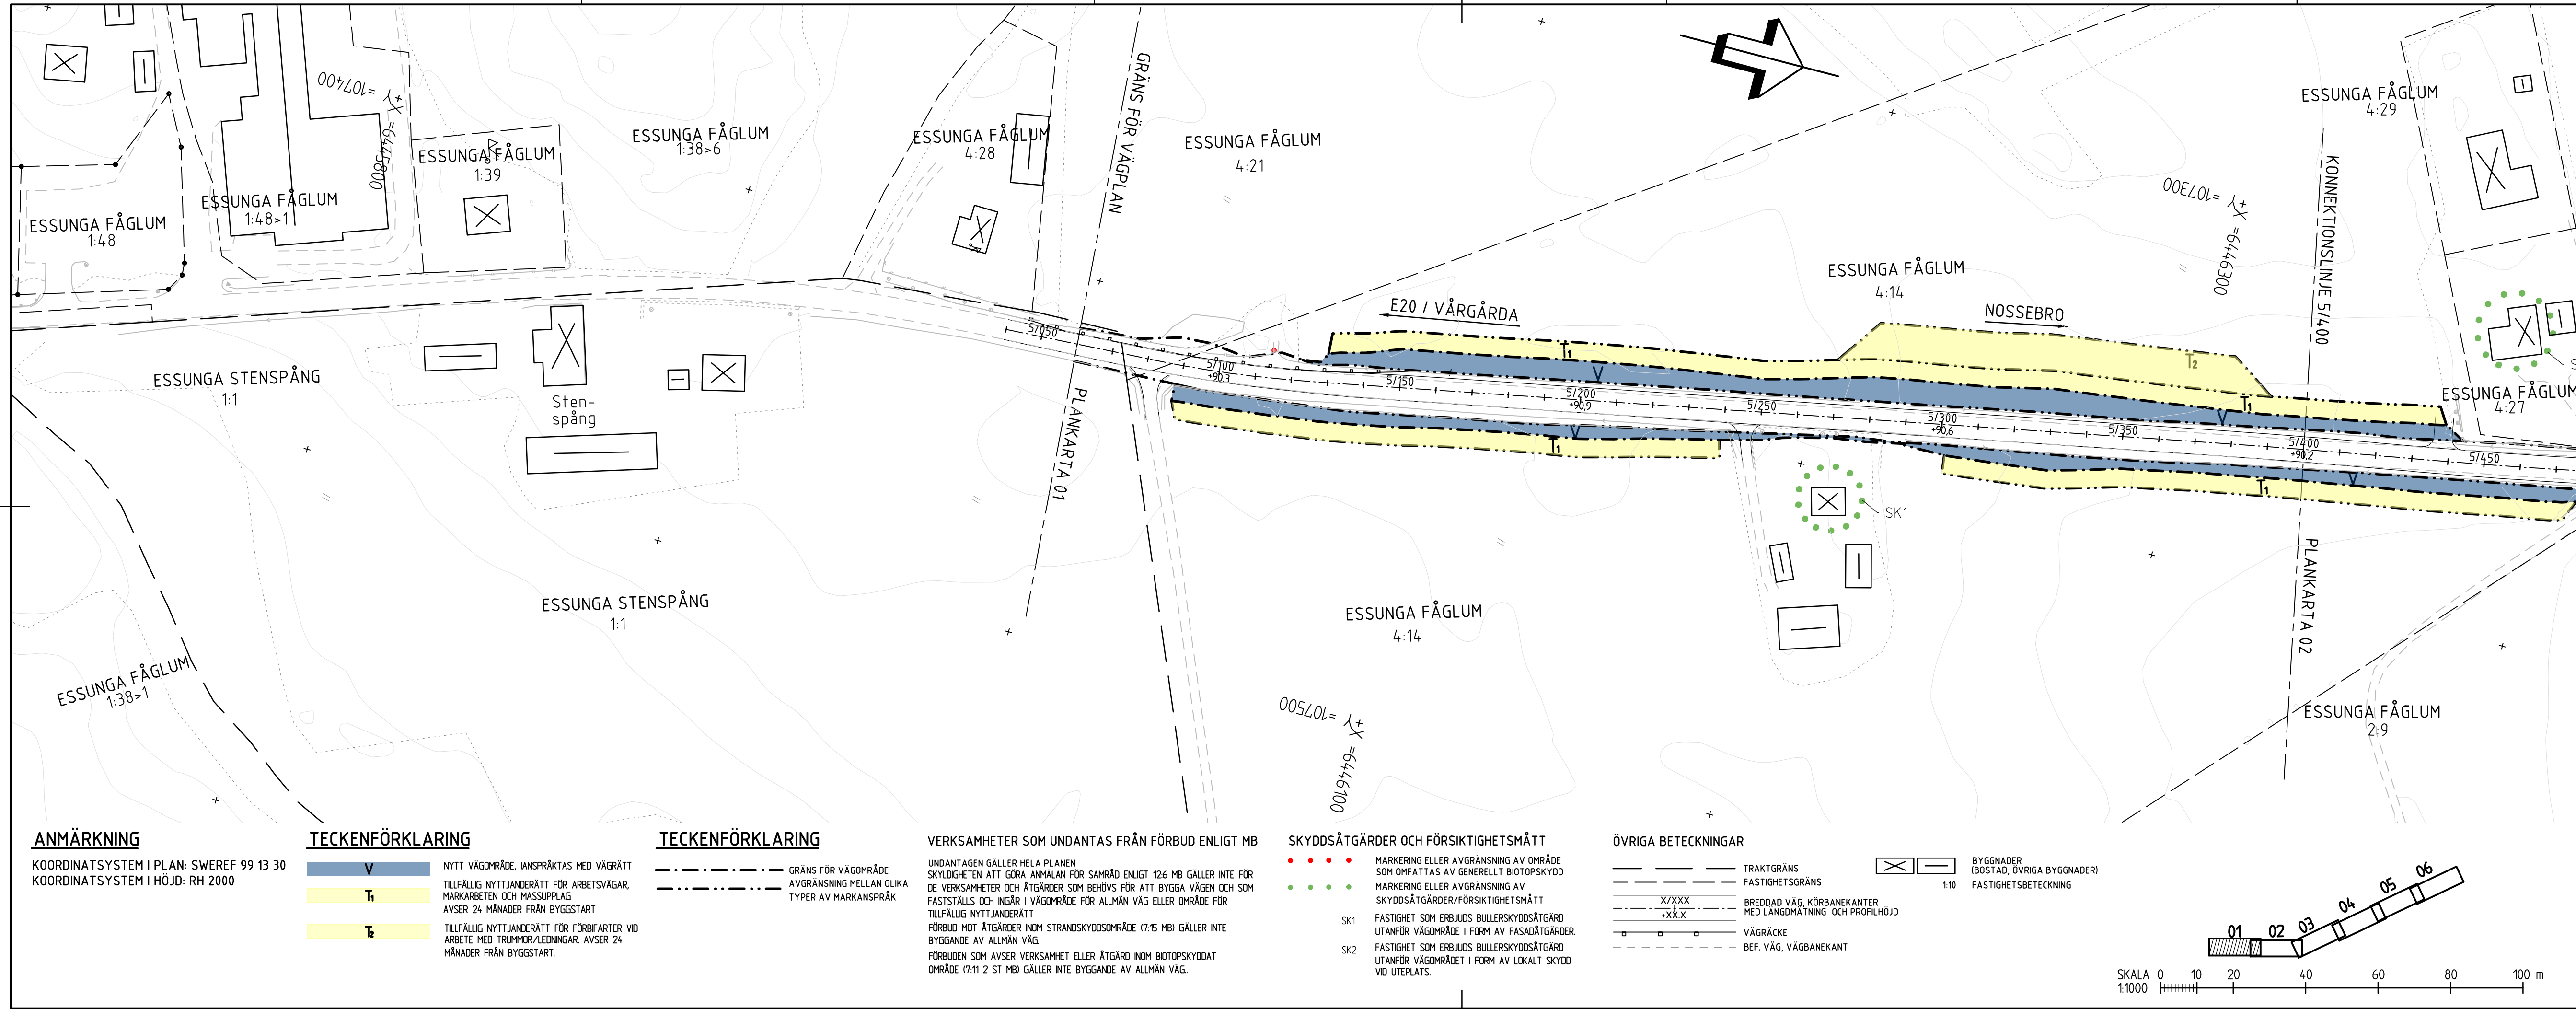 ESSUNGA FÅGLUM
1:48
ESSUNGA FÅGLUM
1:48>1
X =6445800
Y =107400
ESSUNGA FÅGLUM
1:39
ESSUNGA FÅGLUM
1:38>6
ESSUNGA FÅGLUM
4:28
GRÄNS FÖR VÄGPLAN
PLANKARTA 01
ESSUNGA FÅGLUM
4:21
E20 / VÅRGÅRDA
ESSUNGA FÅGLUM
4:14
NOSSEBRO
X =6446300
Y =107300
KONNEKTIONSLINJE 5/400
PLANKARTA 02
ESSUNGA FÅGLUM
4:29
ESSUNGA FÅGLUM
4:27
ESSUNGA STENSPÅNG
1:1
Sten-
spång
5/050
5/100
+90.3
5/150
5/200
+90,9
5/250
5/300
+90,6
5/350
5/400
+90,2
5/450
T1
V
T2
T1
V
V
T1
T1
V
SK1
ESSUNGA STENSPÅNG
1:1
ESSUNGA FÅGLUM
4:14
ESSUNGA FÅGLUM
1:38>1
X =6446100
Y =107500
ESSUNGA FÅGLUM
2:9
ANMÄRKNING
KOORDINATSYSTEM I PLAN: SWEREF 99 13 30
KOORDINATSYSTEM I HÖJD: RH 2000
TECKENFÖRKLARING
V
NYTT VÄGOMRÅDE, IANSPRÅKTAS MED VÄGRÄTT
T1
TILLFÄLLIG NYTTJANDERÄTT FÖR ARBETSVÄGAR,
MARKARBETEN OCH MASSUPPLAG
AVSER 24 MÅNADER FRÅN BYGGSTART
T2
TILLFÄLLIG NYTTJANDERÄTT FÖR FÖRBIFARTER VID
ARBETE MED TRUMMOR/LEDNINGAR. AVSER 24
MÅNADER FRÅN BYGGSTART.
TECKENFÖRKLARING
GRÄNS FÖR VÄGOMRÅDE
AVGRÄNSNING MELLAN OLIKA
TYPER AV MARKANSPRÅK
VERKSAMHETER SOM UNDANTAS FRÅN FÖRBUD ENLIGT MB
UNDANTAGEN GÄLLER HELA PLANEN
SKYLDIGHETEN ATT GÖRA ANMÄLAN FÖR SAMRÅD ENLIGT 12:6 MB GÄLLER INTE FÖR
DE VERKSAMHETER OCH ÅTGÄRDER SOM BEHÖVS FÖR ATT BYGGA VÄGEN OCH SOM
FASTSTÄLLS OCH INGÅR I VÄGOMRÅDE FÖR ALLMÄN VÄG ELLER OMRÅDE FÖR
TILLFÄLLIG NYTTJANDERÄTT
FÖRBUD MOT ÅTGÄRDER INOM STRANDSKYDDSOMRÅDE (7:15 MB) GÄLLER INTE
BYGGANDE AV ALLMÄN VÄG.
FÖRBUDEN SOM AVSER VERKSAMHET ELLER ÅTGÄRD INOM BIOTOPSKYDDAT
OMRÅDE (7:11 2 ST MB) GÄLLER INTE BYGGANDE AV ALLMÄN VÄG..
SKYDDSÅTGÄRDER OCH FÖRSIKTIGHETSMÅTT
MARKERING ELLER AVGRÄNSNING AV OMRÅDE
SOM OMFATTAS AV GENERELLT BIOTOPSKYDD
MARKERING ELLER AVGRÄNSNING AV
SKYDDSÅTGÄRDER/FÖRSIKTIGHETSMÅTT
SK1
FASTIGHET SOM ERBJUDS BULLERSKYDDSÅTGÄRD
UTANFÖR VÄGOMRÅDE I FORM AV FASADÅTGÄRDER.
SK2
FASTIGHET SOM ERBJUDS BULLERSKYDDSÅTGÄRD
UTANFÖR VÄGOMRÅDET I FORM AV LOKALT SKYDD
VID UTEPLATS.
ÖVRIGA BETECKNINGAR
TRAKTGRÄNS
FASTIGHETSGRÄNS
X/XXX
+XX.X
BREDDAD VÄG, KÖRBANEKANTER
MED LÄNGDMÄTNING OCH PROFILHÖJD
VÄGRÄCKE
BEF. VÄG, VÄGBANEKANT
BYGGNADER
(BOSTAD, ÖVRIGA BYGGNADER)
1:10
FASTIGHETSBETECKNING
01 02 03 04 05 06
SKALA 0 10 20 40 60 80 100 m
1:1000